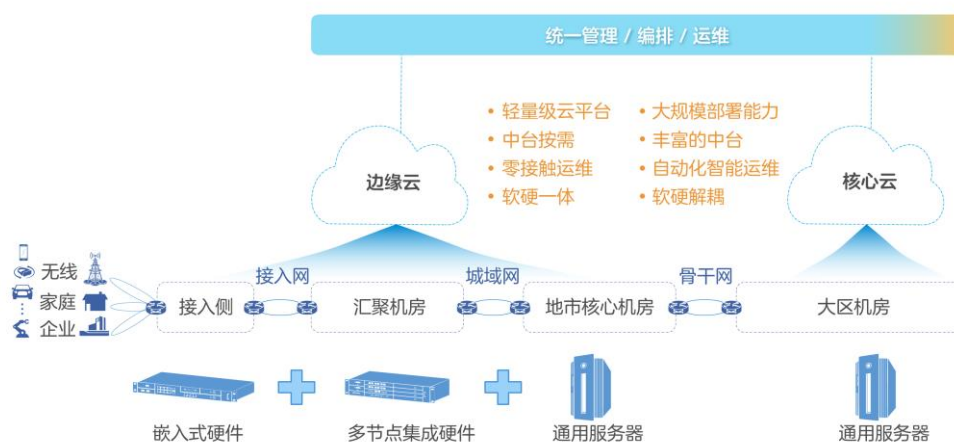 统一管理 / 编排 / 运维
• 轻量级云平台
• 中台按需
• 零接触运维
• 软硬一体
• 大规模部署能力
• 丰富的中台
• 自动化智能运维
• 软硬解耦
边缘云
核心云
无线
家庭
企业
接入侧
接入网
汇聚机房
城域网
地市核心机房
骨干网
大区机房
嵌入式硬件
多节点集成硬件
通用服务器
通用服务器